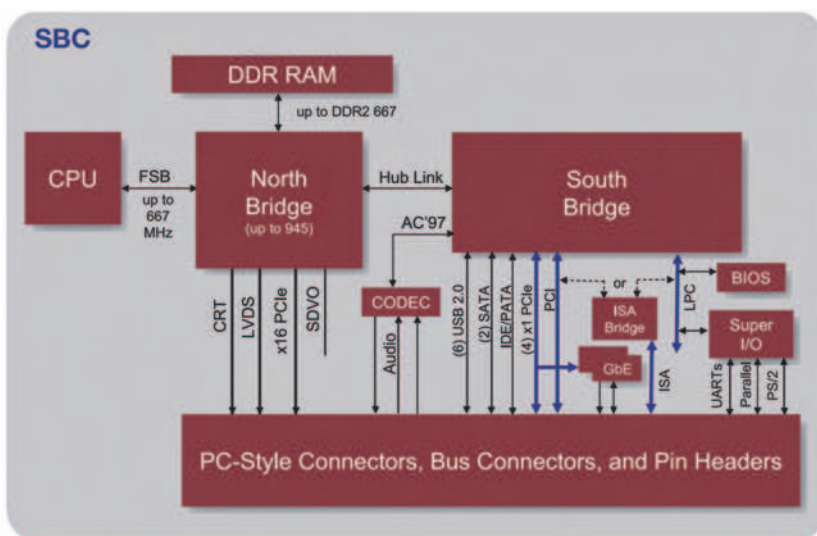 SBC
DDR RAM
up to DDR2 667
CPU
FSB
up to
667
MHz
North
Bridge
(up to 945)
Hub Link
South
Bridge
AC'97
CODEC
CRT
LVDS
x16 PCIe
SDVO
Audio
(6) USB 2.0
(2) SATA
IDE/PATA
(4) x1 PCIe
PCI
or
ISA
Bridge
GbE
ISA
LPC
BIOS
Super
I/O
UARTs
Parallel
PS/2
PC-Style Connectors, Bus Connectors, and Pin Headers